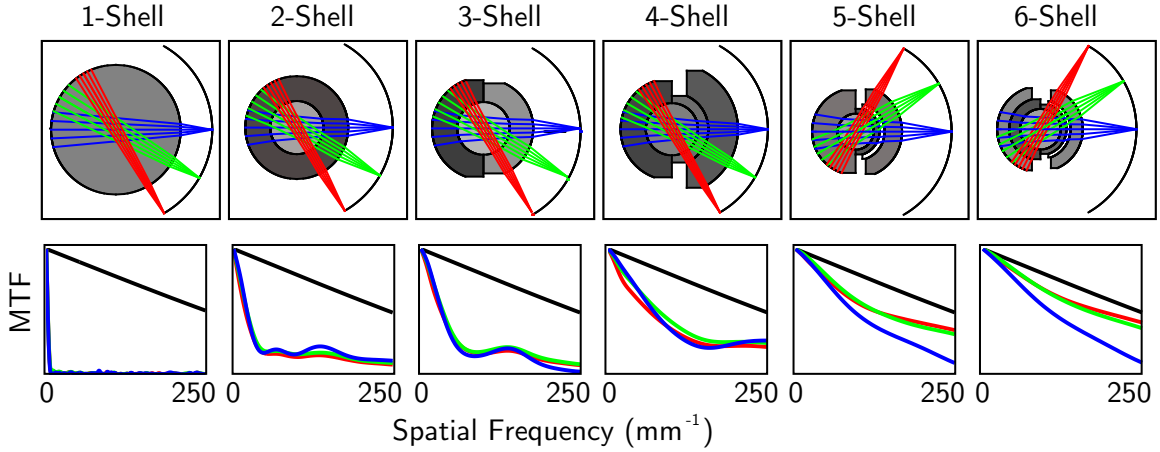 1-Shell 2-Shell 3-Shell 4-Shell 5-Shell 6-Shell
MTF
0 250 0 250 0 250 0 250 0 250 0 250
Spatial Frequency (mm⁻¹)